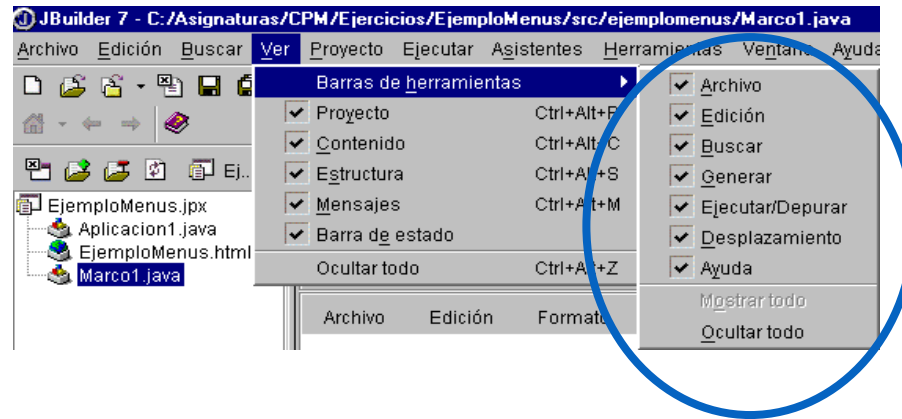 JBuilder 7 - C:/Asignaturas/CPM/Ejercicios/EjemploMenus/src/ejemplomenus/Marco1.java
Archivo Edición Buscar Ver Proyecto Ejecutar Asistentes Herramientas Ventana Ayuda
Barras de herramientas
Proyecto Ctrl+Alt+P
Contenido Ctrl+Alt+C
Estructura Ctrl+Alt+S
Mensajes Ctrl+Alt+M
Barra de estado
Ocultar todo Ctrl+Alt+Z
Archivo
Edición
Buscar
Generar
Ejecutar/Depurar
Desplazamiento
Ayuda
Mostrar todo
Ocultar todo
Ej...
EjemploMenus.jpx
Aplicacion1.java
EjemploMenus.html
Marco1.java
Archivo Edición Formato